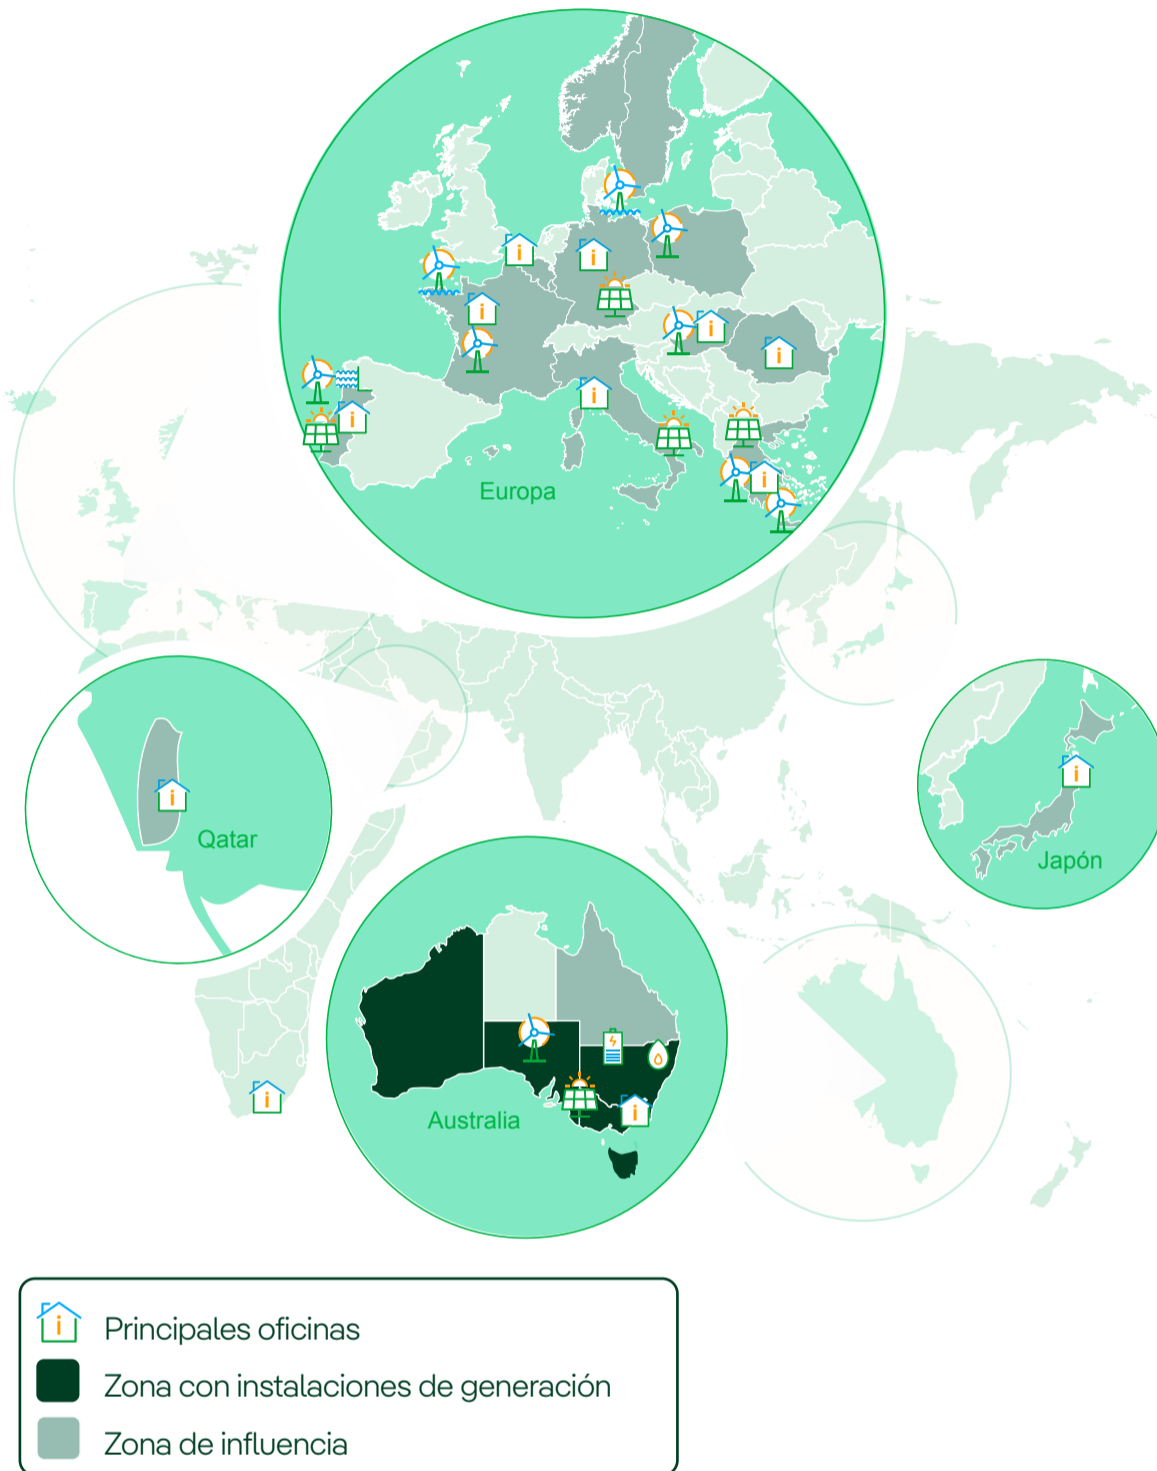 Europa
Qatar
Japón
Australia
Principales oficinas
Zona con instalaciones de generación
Zona de influencia